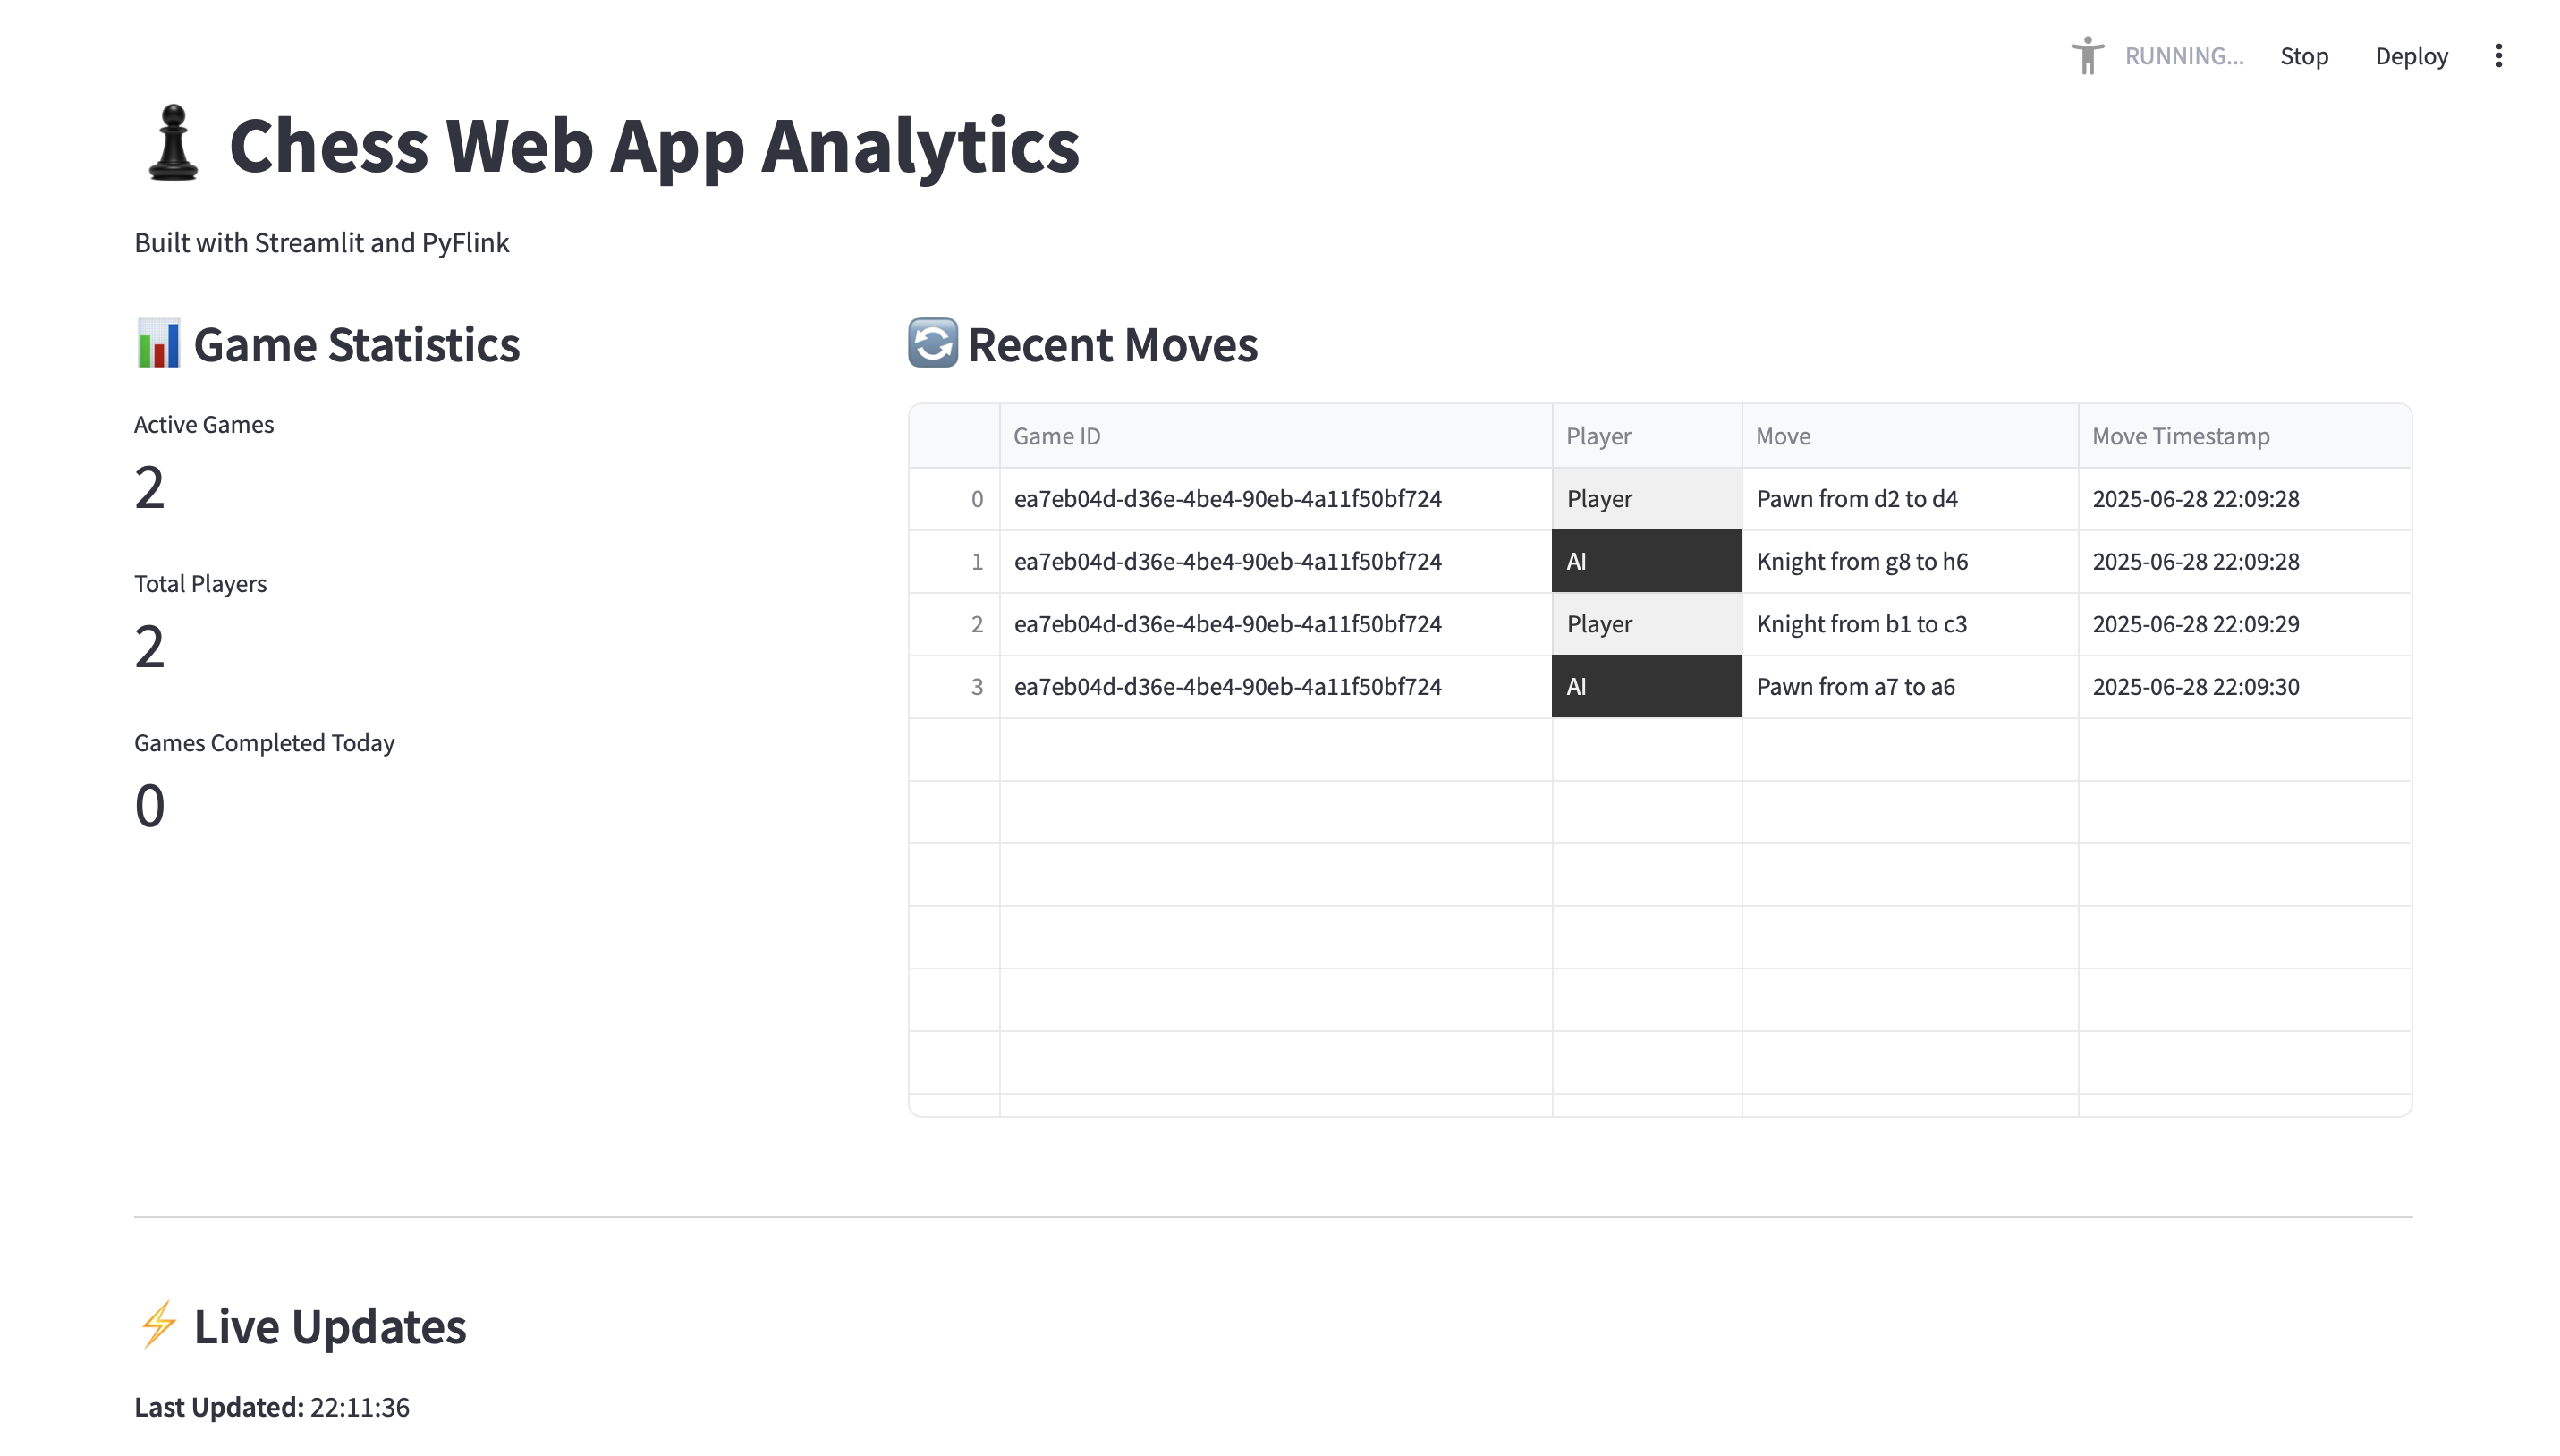 RUNNING...
Stop
Deploy
Chess Web App Analytics
Built with Streamlit and PyFlink
Game Statistics
Active Games
2
Total Players
2
Games Completed Today
0
Recent Moves
Game ID Player Move Move Timestamp
0 ea7eb04d-d36e-4be4-90eb-4a11f50bf724 Player Pawn from d2 to d4 2025-06-28 22:09:28
1 ea7eb04d-d36e-4be4-90eb-4a11f50bf724 AI Knight from g8 to h6 2025-06-28 22:09:28
2 ea7eb04d-d36e-4be4-90eb-4a11f50bf724 Player Knight from b1 to c3 2025-06-28 22:09:29
3 ea7eb04d-d36e-4be4-90eb-4a11f50bf724 AI Pawn from a7 to a6 2025-06-28 22:09:30
Live Updates
Last Updated: 22:11:36